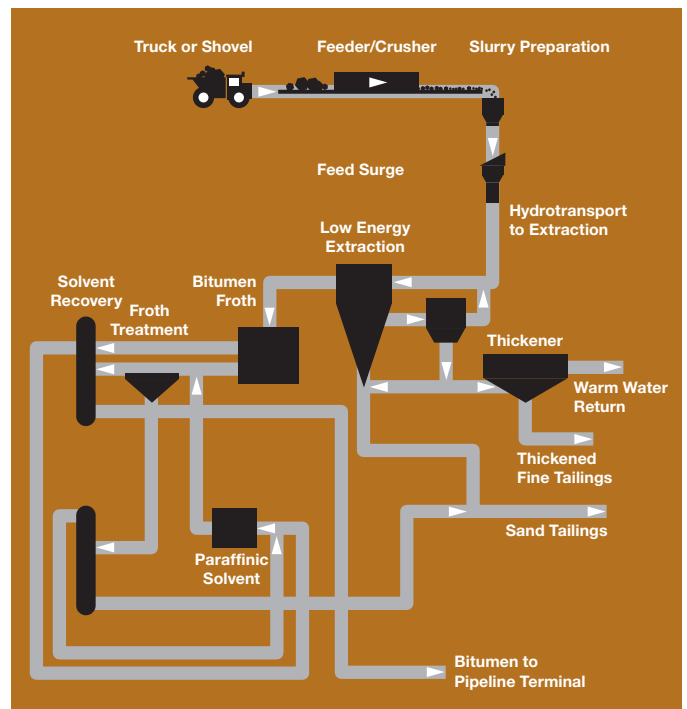 Truck or Shovel
Feeder/Crusher
Slurry Preparation
Feed Surge
Hydrotransport
to Extraction
Low Energy
Extraction
Bitumen
Froth
Solvent
Recovery
Froth
Treatment
Thickener
Warm Water
Return
Thickened
Fine Tailings
Sand Tailings
Paraffinic
Solvent
Bitumen to
Pipeline Terminal